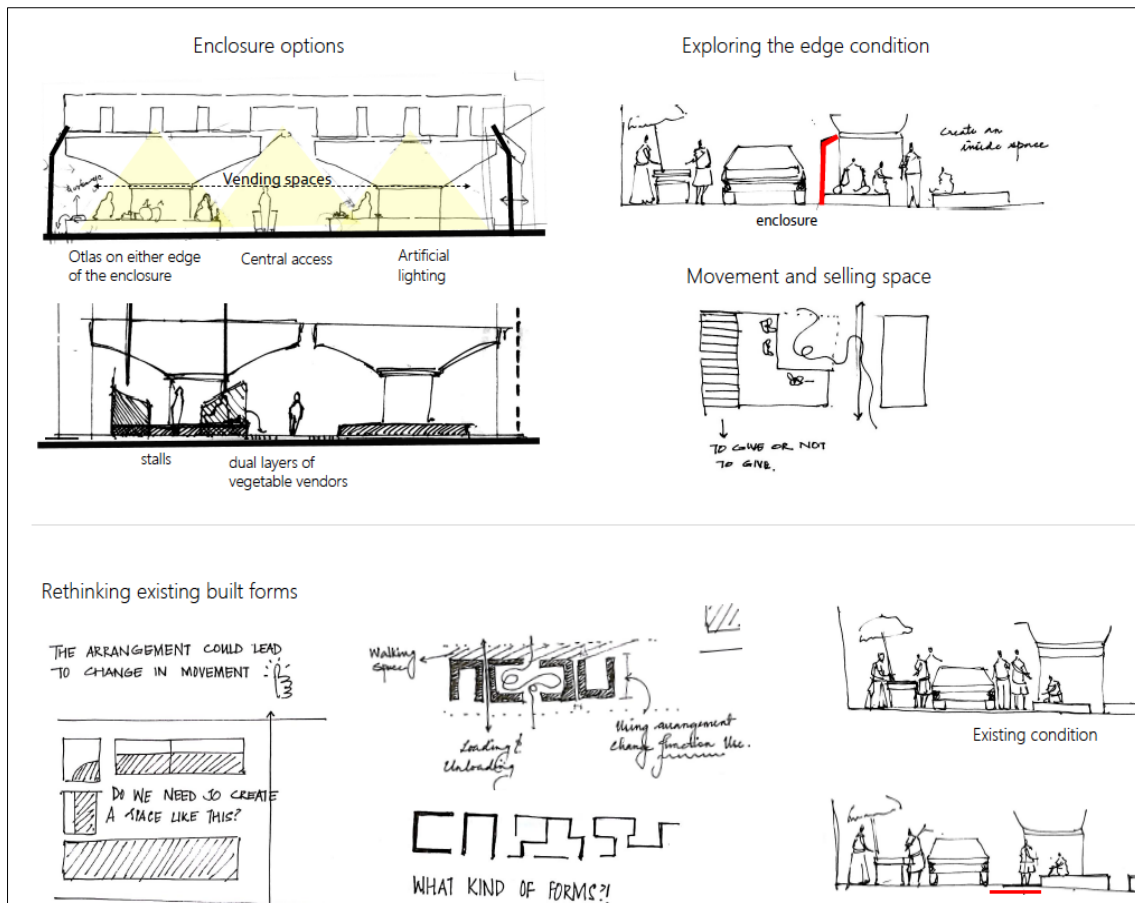 Enclosure options
Vending spaces
Otlas on either edge
of the enclosure
Central access
Artificial
lighting
stalls
dual layers of
vegetable vendors
Exploring the edge condition
create an
inside space
enclosure
Movement and selling space
TO GIVE OR NOT
TO GIVE.
Rethinking existing built forms
THE ARRANGEMENT COULD LEAD
TO CHANGE IN MOVEMENT
DO WE NEED TO CREATE
A SPACE LIKE THIS?
Walking
Space
Loading &
Unloading
Using arrangement
change function Use.
WHAT KIND OF FORMS?!
Existing condition